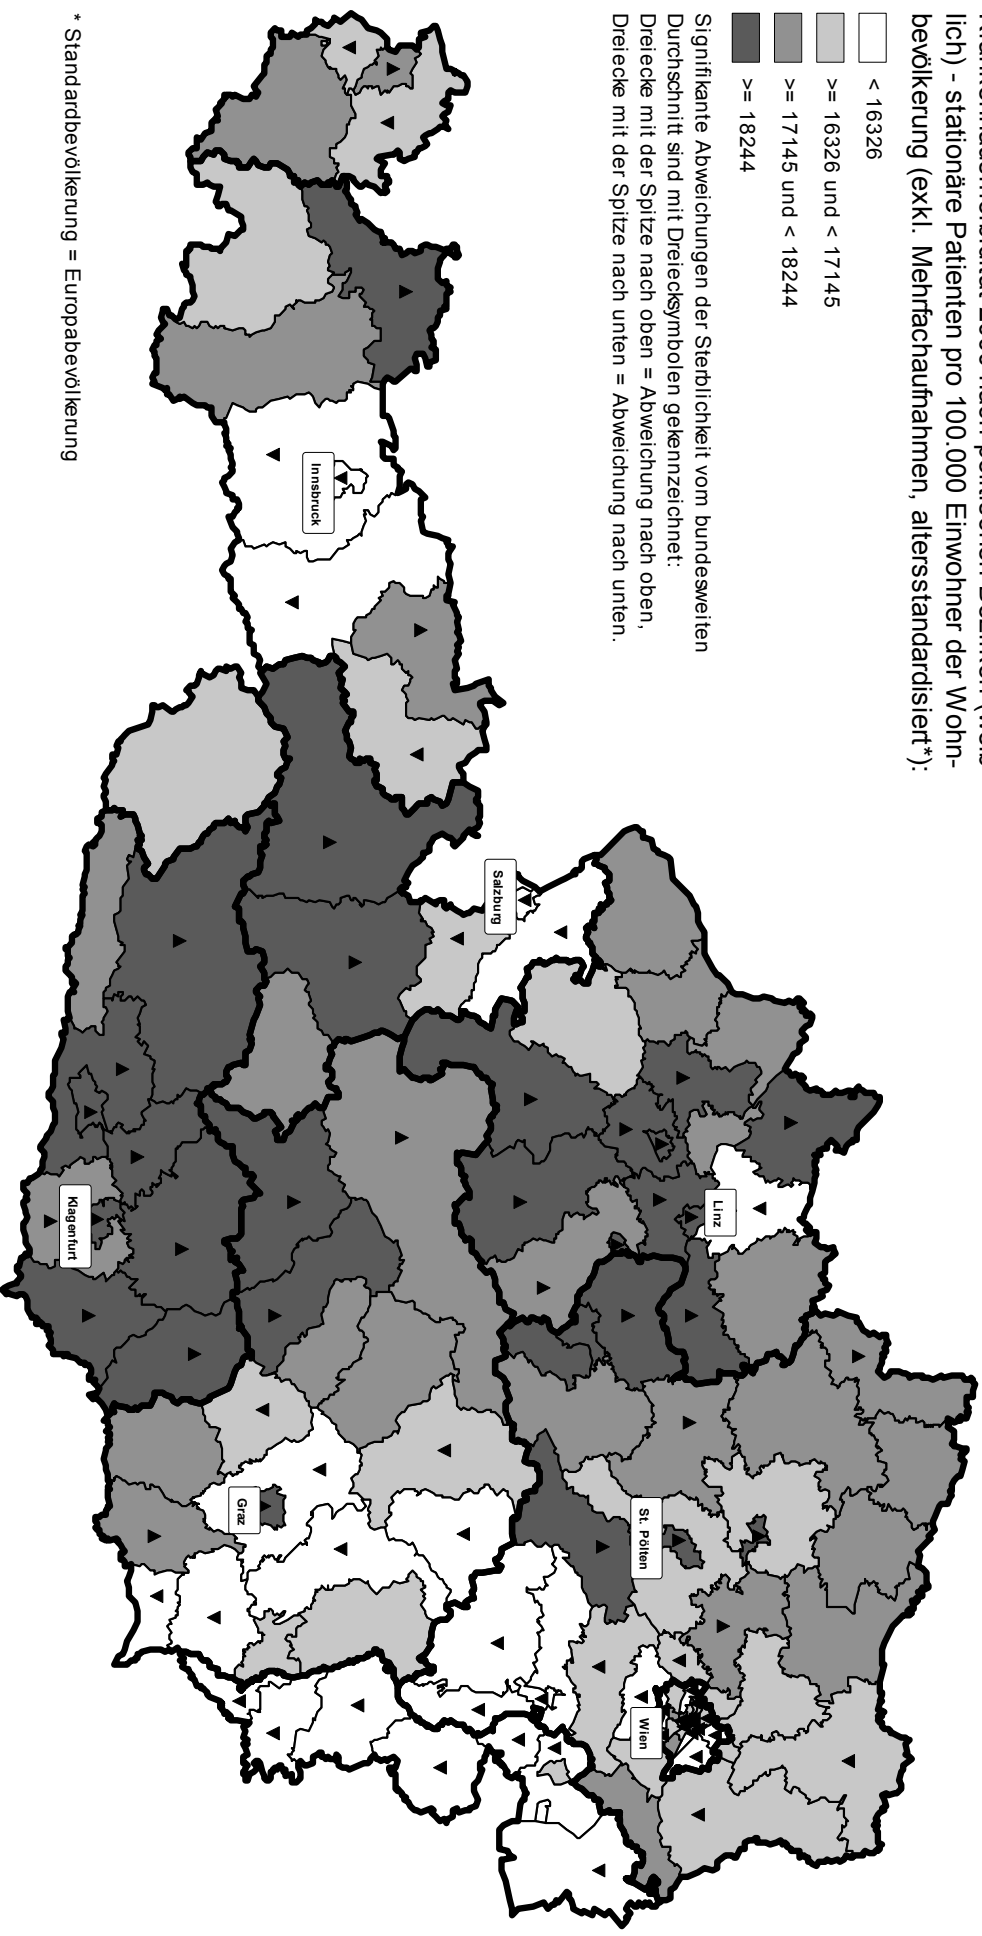 lich) - stationäre Patienten pro 100.000 Einwohner der Wohn-
bevölkerung (exkl. Mehrfachaufnahmen, altersstandardisiert*):
< 16326
>= 16326 und < 17145
>= 17145 und < 18244
>= 18244
Signifikante Abweichungen der Sterblichkeit vom bundesweiten
Durchschnitt sind mit Dreiecksymbolen gekennzeichnet:
Dreiecke mit der Spitze nach oben = Abweichung nach oben,
Dreiecke mit der Spitze nach unten = Abweichung nach unten.
Linz
Wien
St. Pölten
Salzburg
Innsbruck
Graz
Klagenfurt
* Standardbevölkerung = Europabevölkerung